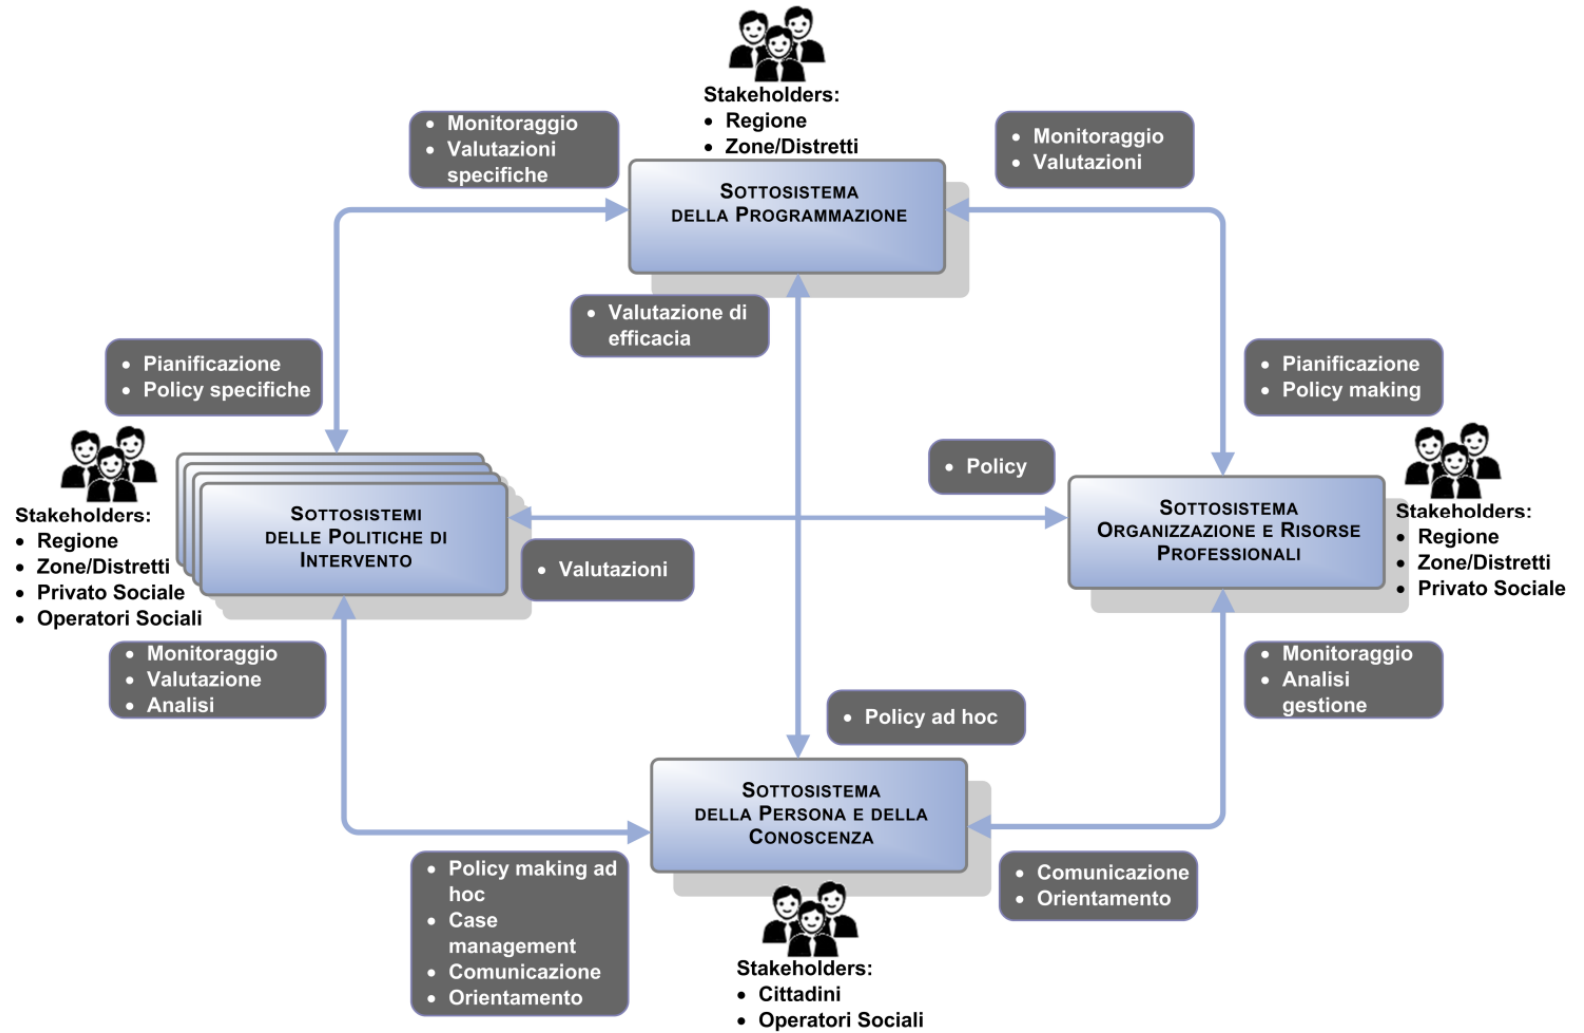 Stakeholders:
• Regione
• Zone/Distretti
• Monitoraggio
• Valutazioni
specifiche
• Monitoraggio
• Valutazioni
SOTTOSISTEMA
DELLA PROGRAMMAZIONE
• Valutazione di
efficacia
• Pianificazione
• Policy specifiche
• Pianificazione
• Policy making
• Policy
Stakeholders:
• Regione
• Zone/Distretti
• Privato Sociale
• Operatori Sociali
SOTTOSISTEMI
DELLE POLITICHE DI
INTERVENTO
SOTTOSISTEMA
ORGANIZZAZIONE E RISORSE
PROFESSIONALI
Stakeholders:
• Regione
• Zone/Distretti
• Privato Sociale
• Valutazioni
• Monitoraggio
• Valutazione
• Analisi
• Monitoraggio
• Analisi
gestione
• Policy ad hoc
SOTTOSISTEMA
DELLA PERSONA E DELLA
CONOSCENZA
• Policy making ad
hoc
• Case
management
• Comunicazione
• Orientamento
• Comunicazione
• Orientamento
Stakeholders:
• Cittadini
• Operatori Sociali